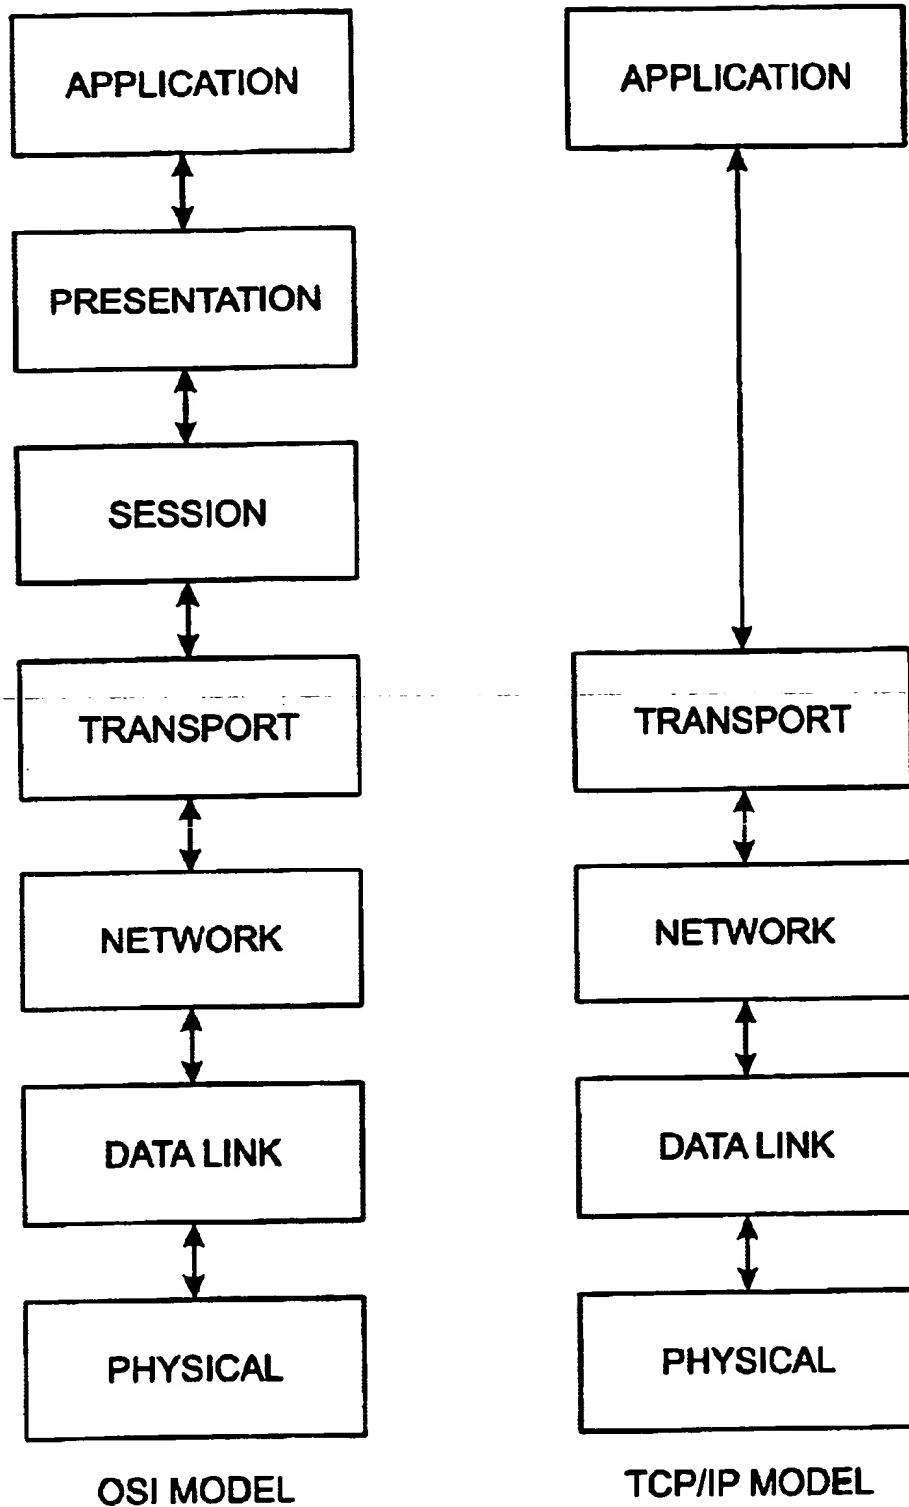 APPLICATION
PRESENTATION
SESSION
TRANSPORT
NETWORK
DATA LINK
PHYSICAL
OSI MODEL
APPLICATION
TRANSPORT
NETWORK
DATA LINK
PHYSICAL
TCP/IP MODEL